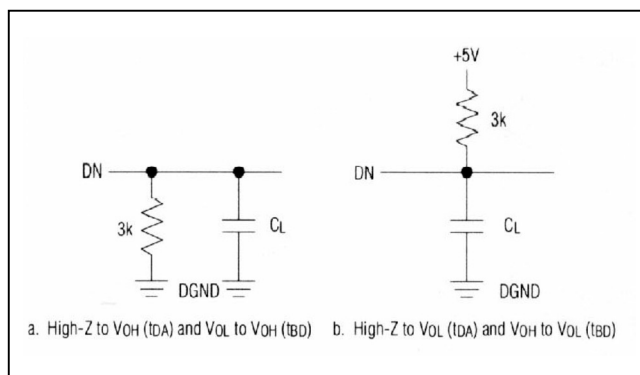 +5V
3k
DN
DN
3k
CL
CL
DGND
DGND
a. High-Z to VOH (tDA) and VOL to VOH (tBD)
b. High-Z to VOL (tDA) and VOH to VOL (tBD)